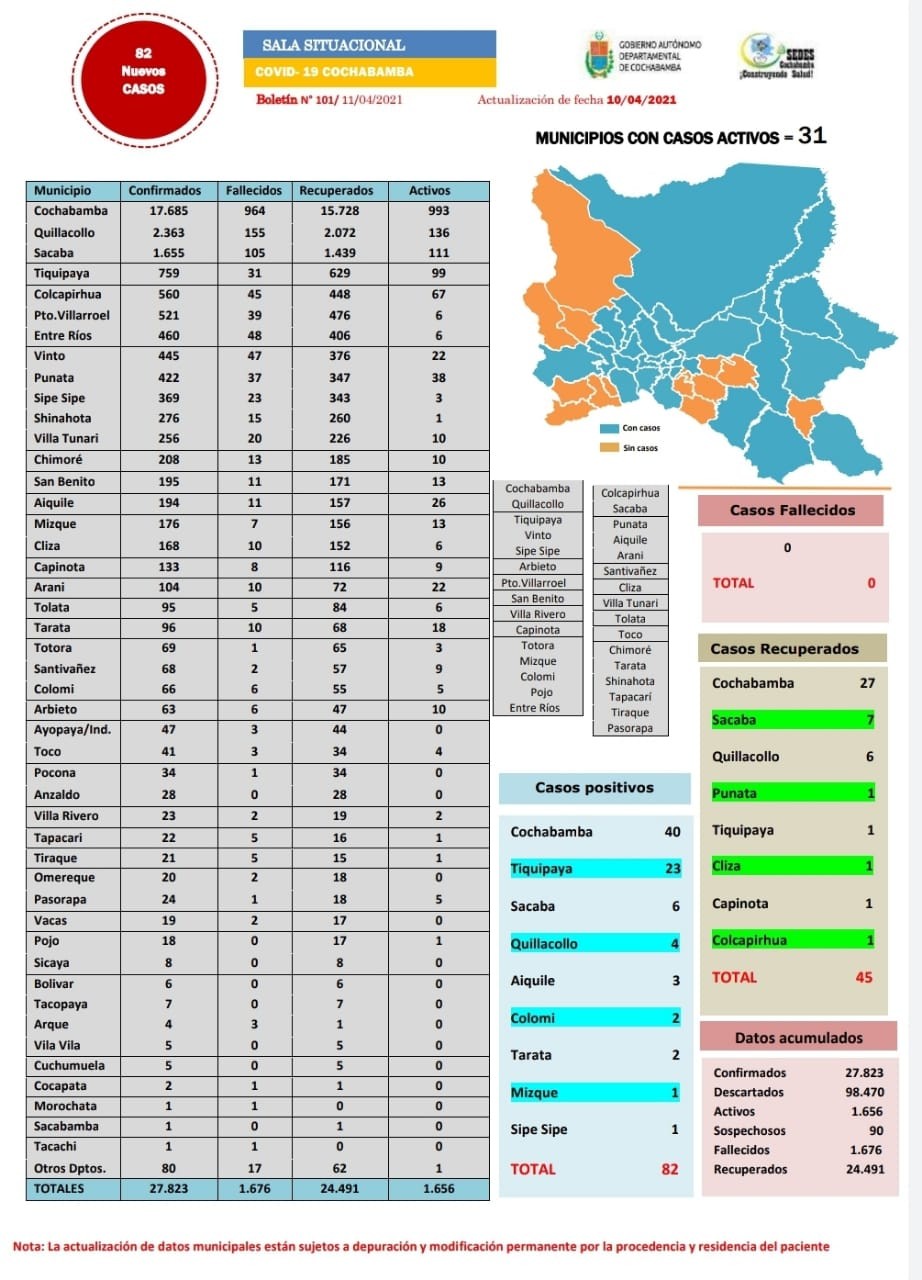 82
Nuevos
CASOS
SALA SITUACIONAL
COVID- 19 COCHABAMBA
Boletín N° 101/ 11/04/2021
Actualización de fecha 10/04/2021
GOBIERNO AUTÓNOMO
DEPARTAMENTAL
DE COCHABAMBA
SEDES
Cochabamba
¡Construyendo Salud!
MUNICIPIOS CON CASOS ACTIVOS = 31
Municipio Confirmados Fallecidos Recuperados Activos
Cochabamba 17.685 964 15.728 993
Quillacollo 2.363 155 2.072 136
Sacaba 1.655 105 1.439 111
Tiquipaya 759 31 629 99
Colcapirhua 560 45 448 67
Pto.Villarroel 521 39 476 6
Entre Ríos 460 48 406 6
Vinto 445 47 376 22
Punata 422 37 347 38
Sipe Sipe 369 23 343 3
Shinahota 276 15 260 1
Villa Tunari 256 20 226 10
Chimoré 208 13 185 10
San Benito 195 11 171 13
Aiquile 194 11 157 26
Mizque 176 7 156 13
Cliza 168 10 152 6
Capinota 133 8 116 9
Arani 104 10 72 22
Tolata 95 5 84 6
Tarata 96 10 68 18
Totora 69 1 65 3
Santivañez 68 2 57 9
Colomi 66 6 55 5
Arbieto 63 6 47 10
Ayopaya/Ind. 47 3 44 0
Toco 41 3 34 4
Pocona 34 1 34 0
Anzaldo 28 0 28 0
Villa Rivero 23 2 19 2
Tapacari 22 5 16 1
Tiraque 21 5 15 1
Omereque 20 2 18 0
Pasorapa 24 1 18 5
Vacas 19 2 17 0
Pojo 18 0 17 1
Sicaya 8 0 8 0
Bolivar 6 0 6 0
Tacopaya 7 0 7 0
Arque 4 3 1 0
Vila Vila 5 0 5 0
Cuchumuela 5 0 5 0
Cocapata 2 1 1 0
Morochata 1 1 0 0
Sacabamba 1 0 1 0
Tacachi 1 1 0 0
Otros Dptos. 80 17 62 1
TOTALES 27.823 1.676 24.491 1.656
Con casos
Sin casos
Cochabamba
Quillacollo
Tiquipaya
Vinto
Sipe Sipe
Arbieto
Pto.Villarroel
San Benito
Villa Rivero
Capinota
Totora
Mizque
Colomi
Pojo
Entre Ríos
Colcapirhua
Sacaba
Punata
Aiquile
Arani
Santivañez
Cliza
Villa Tunari
Tolata
Toco
Chimoré
Tarata
Shinahota
Tapacarí
Tiraque
Pasorapa
Casos positivos
Cochabamba 40
Tiquipaya 23
Sacaba 6
Quillacollo 4
Aiquile 3
Colomi 2
Tarata 2
Mizque 1
Sipe Sipe 1
TOTAL 82
Casos Fallecidos
0
TOTAL 0
Casos Recuperados
Cochabamba 27
Sacaba 7
Quillacollo 6
Punata 1
Tiquipaya 1
Cliza 1
Capinota 1
Colcapirhua 1
TOTAL 45
Datos acumulados
Confirmados 27.823
Descartados 98.470
Activos 1.656
Sospechosos 90
Fallecidos 1.676
Recuperados 24.491
Nota: La actualización de datos municipales están sujetos a depuración y modificación permanente por la procedencia y residencia del paciente